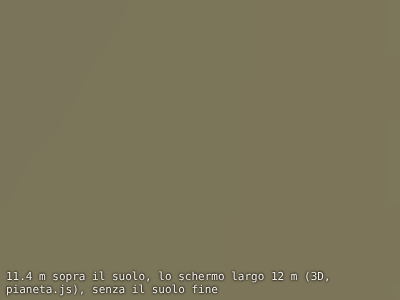 11.4 m sopra il suolo, lo schermo largo 12 m (3D,
pianeta.js), senza il suolo fine